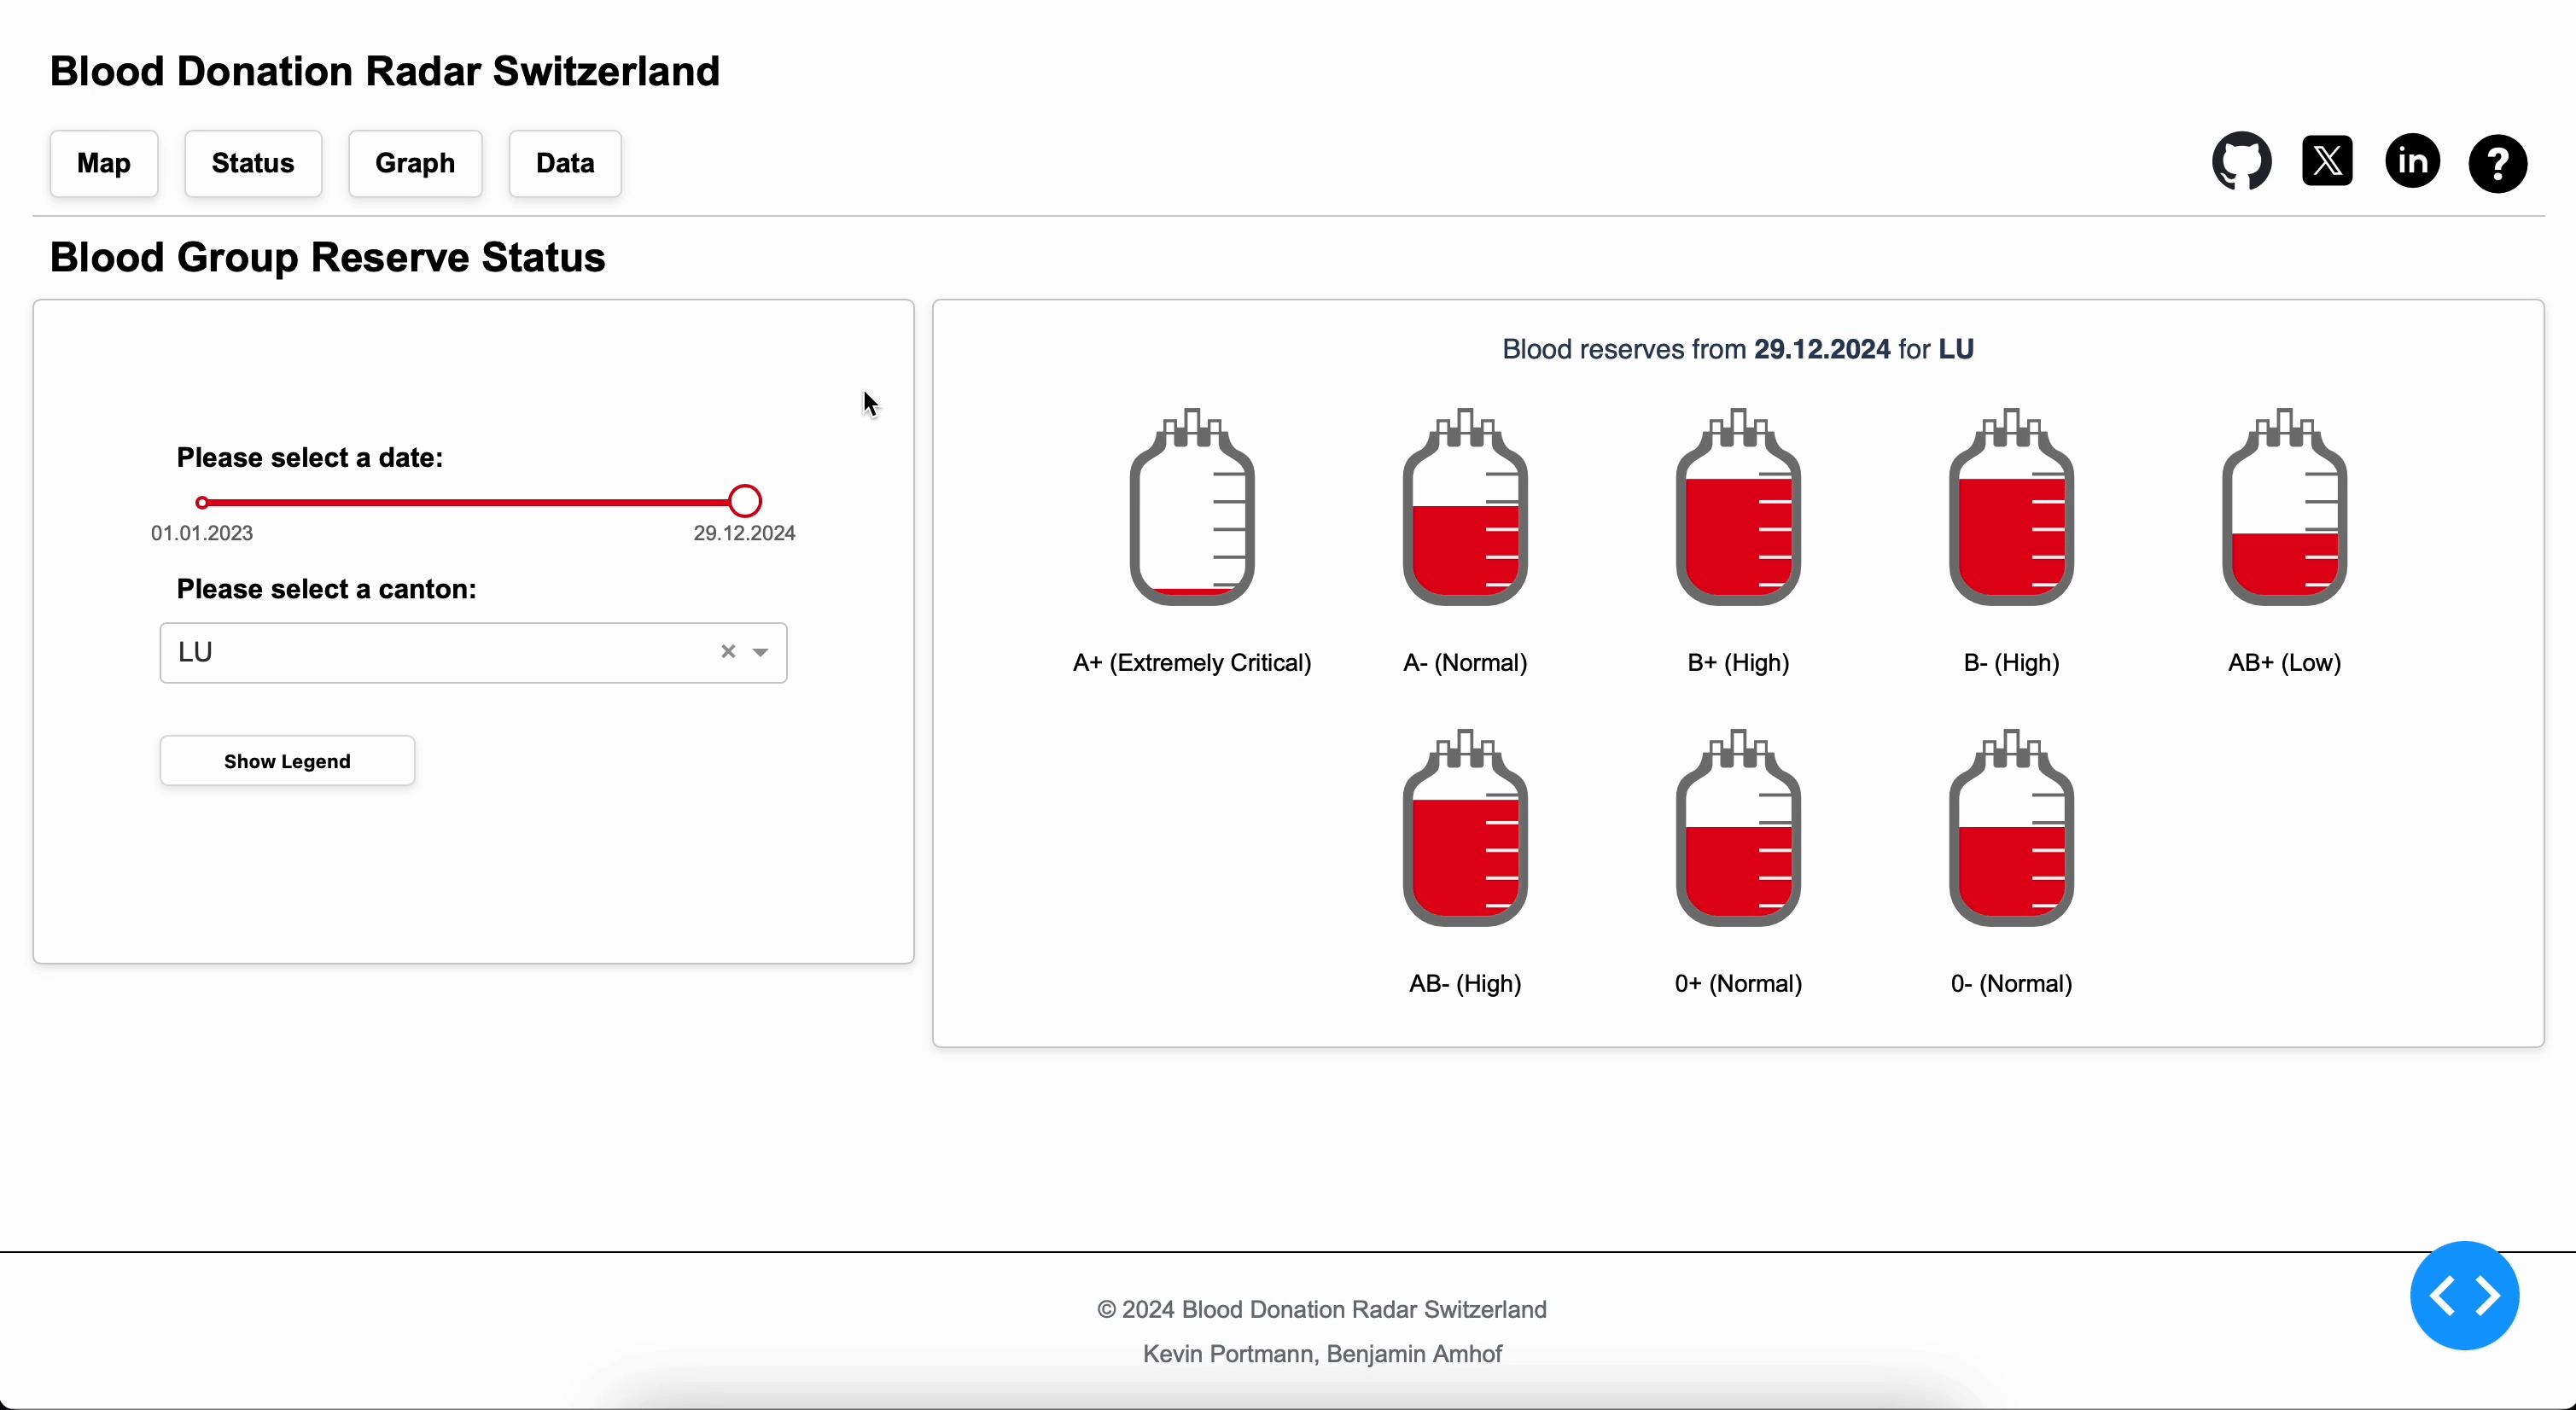 Blood Donation Radar Switzerland
Map
Status
Graph
Data
in
?
Blood Group Reserve Status
Please select a date:
01.01.2023
29.12.2024
Please select a canton:
LU
Show Legend
Blood reserves from 29.12.2024 for LU
A+ (Extremely Critical)
A- (Normal)
B+ (High)
B- (High)
AB+ (Low)
AB- (High)
0+ (Normal)
0- (Normal)
© 2024 Blood Donation Radar Switzerland
Kevin Portmann, Benjamin Amhof